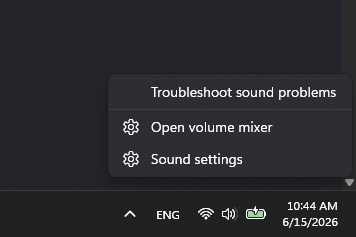 Troubleshoot sound problems
Open volume mixer
Sound settings
ENG
10:44 AM
6/15/2026